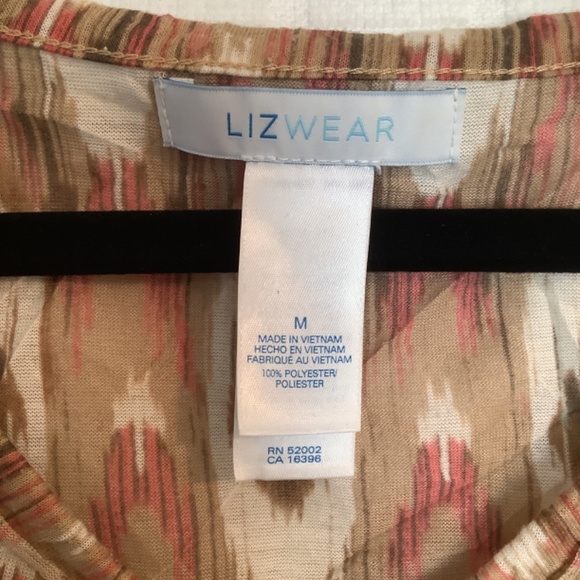 LIZWEAR
M
MADE IN VIETNAM
HECHO EN VIETNAM
FABRIQUÉ AU VIETNAM
100% POLYESTER/
POLIESTER
RN 52002
CA 16396